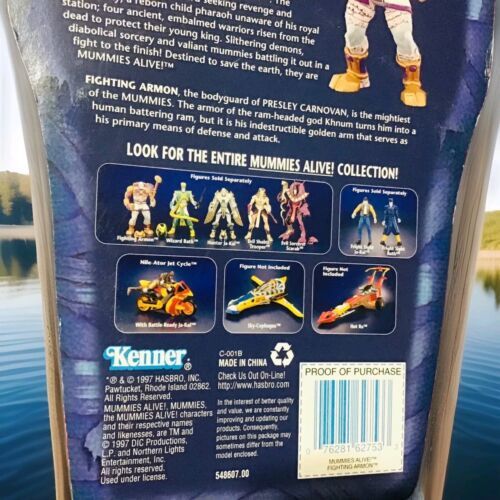 seeking revenge and
a reborn child pharaoh unaware of his royal
station; four ancient, embalmed warriors risen from the
dead to protect their young king. Slithering demons,
diabolical sorcery and valiant mummies battling it out in a
fight to the finish! Destined to save the earth, they are
MUMMIES ALIVE!™
FIGHTING ARMON, the bodyguard of PRESLEY CARNOVAN, is the mightiest
of the MUMMIES. The armor of the ram-headed god Khnum turns him into a
human battering ram, but it is his indestructible golden arm that serves as
his primary means of defense and attack.
LOOK FOR THE ENTIRE MUMMIES ALIVE! COLLECTION!
Figures Sold Separately
Fighting Armon™
Wizard Rath™
Hunter Ja-Kal™
Evil Shabti Trooper™
Evil Sorcerer Scarab™
Figures Sold Separately
Fright Fight Ja-Kal™
Fright Fight Rath™
Nile-Ator Jet Cycle™
With Battle-Ready Ja-Kal™
Figure Not Included
Sky-Cophagus™
Figure Not
Included
Hot Ra™
Kenner
®
C-001B
MADE IN CHINA
Check Us Out On-Line!
http://www.hasbro.com
® & © 1997 HASBRO, INC.
Pawtucket, Rhode Island 02862.
All Rights Reserved.
MUMMIES ALIVE!, MUMMIES,
the MUMMIES ALIVE! characters
and their respective names
and likenesses, are TM and
© 1997 DIC Productions,
L.P. and Northern Lights
Entertainment, Inc.
All rights reserved.
Used under license.
In the interest of better quality
and value, we are constantly
improving and updating our
products. Consequently,
pictures on this package may
sometimes differ from the
model enclosed.
548607.00
PROOF OF PURCHASE
0 76281 62753 3
MUMMIES ALIVE!™
FIGHTING ARMON™